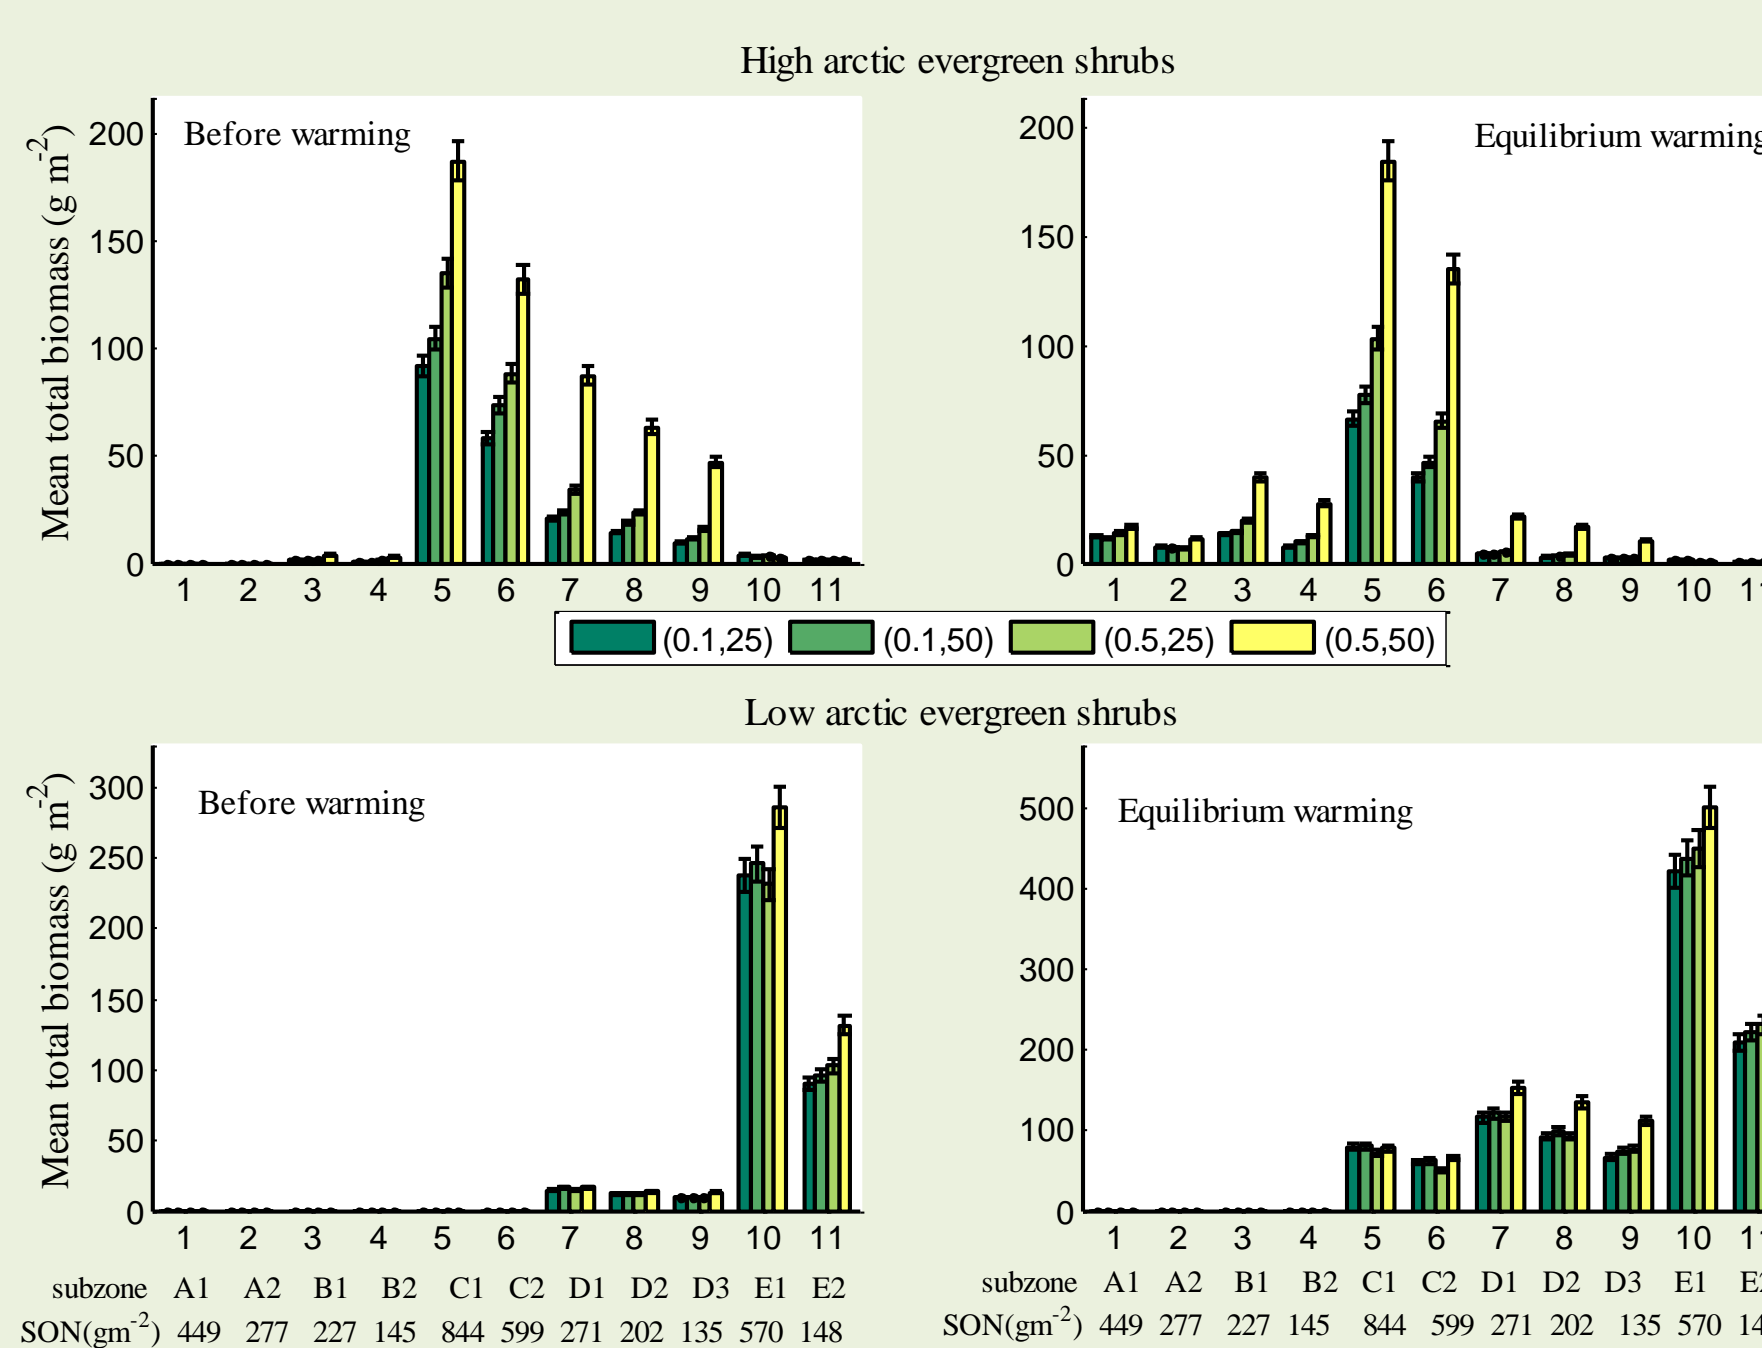 High arctic evergreen shrubs
Mean total biomass (g m-2)
Before warming
200
150
100
50
0
1 2 3 4 5 6 7 8 9 10 11
Equilibrium warming
200
150
100
50
0
1 2 3 4 5 6 7 8 9 10 1
(0.1,25) (0.1,50) (0.5,25) (0.5,50)
Low arctic evergreen shrubs
Mean total biomass (g m-2)
Before warming
300
250
200
150
100
50
0
1 2 3 4 5 6 7 8 9 10 11
subzone A1 A2 B1 B2 C1 C2 D1 D2 D3 E1 E2
SON(gm-2) 449 277 227 145 844 599 271 202 135 570 148
Equilibrium warming
500
400
300
200
100
0
1 2 3 4 5 6 7 8 9 10 1
subzone A1 A2 B1 B2 C1 C2 D1 D2 D3 E1 E2
SON(gm-2) 449 277 227 145 844 599 271 202 135 570 14